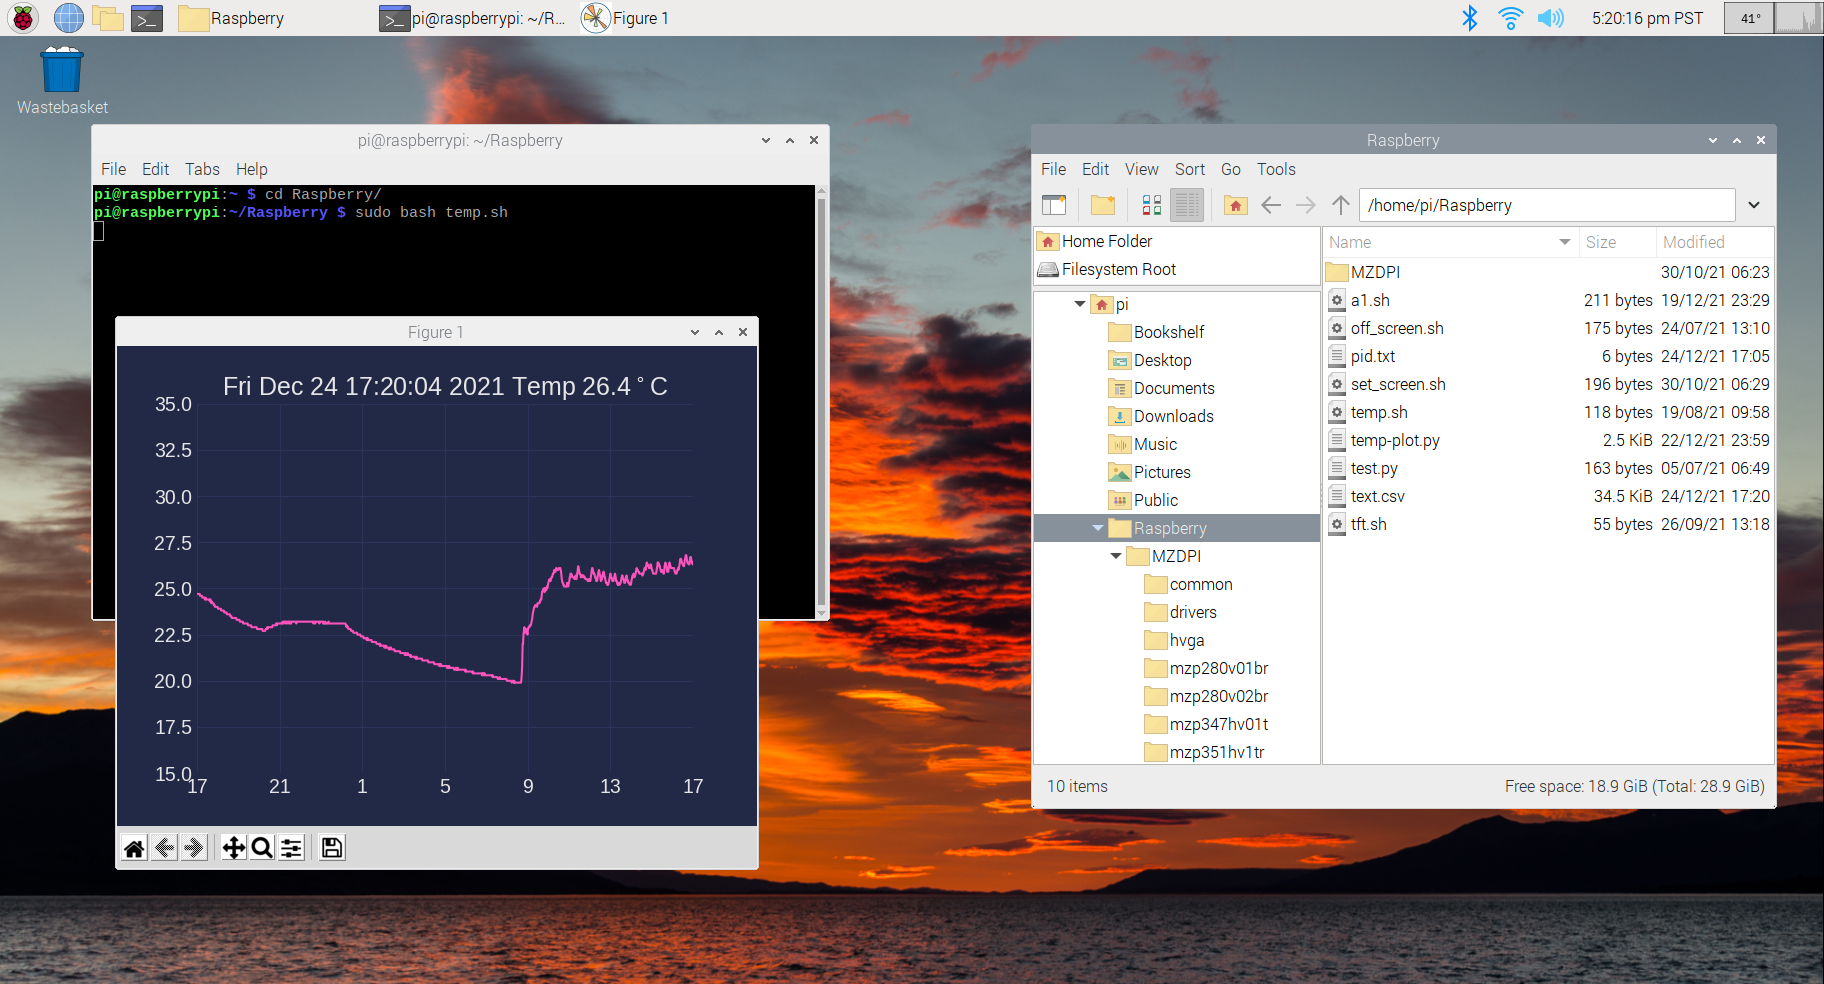 Raspberry
pi@raspberrypi: ~/R...
Figure 1
5:20:16 pm PST
41°
Wastebasket
pi@raspberrypi: ~/Raspberry
File Edit Tabs Help
pi@raspberrypi:~ $ cd Raspberry/
pi@raspberrypi:~/Raspberry $ sudo bash temp.sh
Figure 1
Fri Dec 24 17:20:04 2021 Temp 26.4°C
35.0
32.5
30.0
27.5
25.0
22.5
20.0
17.5
15.0
17 21 1 5 9 13 17
Raspberry
File Edit View Sort Go Tools
/home/pi/Raspberry
Home Folder
Filesystem Root
pi
Bookshelf
Desktop
Documents
Downloads
Music
Pictures
Public
Raspberry
MZDPI
common
drivers
hvga
mzp280v01br
mzp280v02br
mzp347hv01t
mzp351hv1tr
Name Size Modified
MZDPI 30/10/21 06:23
a1.sh 211 bytes 19/12/21 23:29
off_screen.sh 175 bytes 24/07/21 13:10
pid.txt 6 bytes 24/12/21 17:05
set_screen.sh 196 bytes 30/10/21 06:29
temp.sh 118 bytes 19/08/21 09:58
temp-plot.py 2.5 KiB 22/12/21 23:59
test.py 163 bytes 05/07/21 06:49
text.csv 34.5 KiB 24/12/21 17:20
tft.sh 55 bytes 26/09/21 13:18
10 items
Free space: 18.9 GiB (Total: 28.9 GiB)